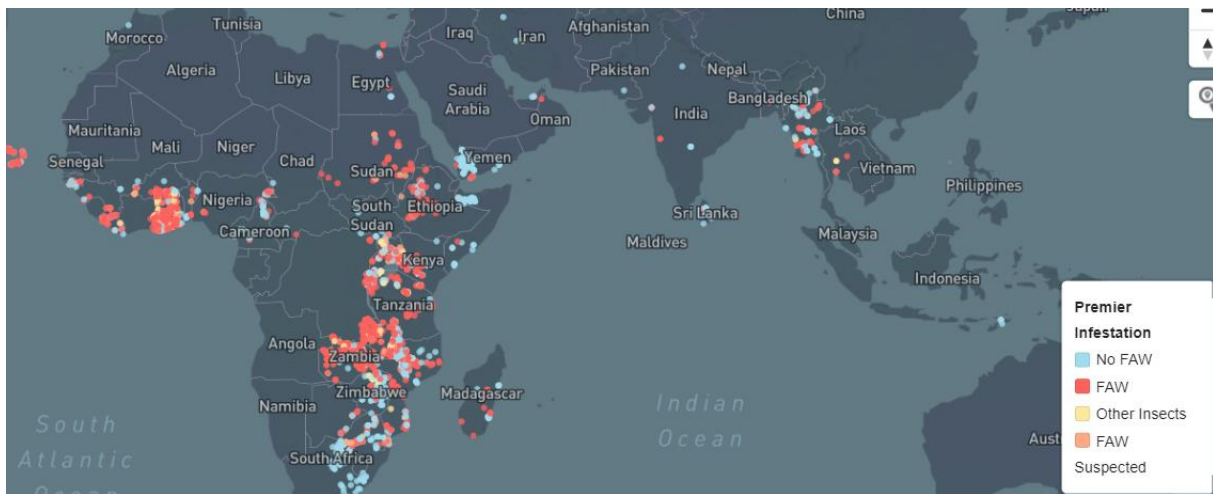 Japan
Tunisia
China
Morocco
Iraq
Iran
Afghanistan
Algeria
Libya
Egypt
Pakistan
Nepal
Saudi
Arabia
Bangladesh
Oman
India
Mauritania
Mali
Niger
Laos
Senegal
Chad
Sudan
Yemen
Vietnam
Nigeria
South
Sudan
Ethiopia
Philippines
Sri Lanka
Cameroon
Maldives
Malaysia
Kenya
Indonesia
Tanzania
Angola
Zambia
Zimbabwe
Madagascar
Namibia
Indian
Ocean
South
Atlantic
Ocean
South Africa
Aust
Premier
Infestation
No FAW
FAW
Other Insects
FAW
Suspected